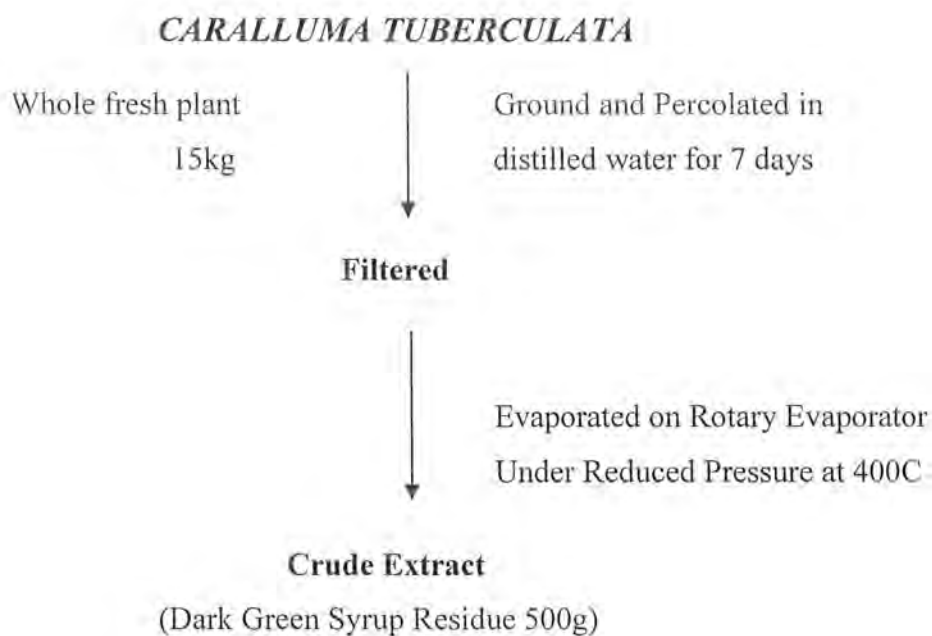 CARALLUMA TUBERCULATA
Whole fresh plant
15kg
Ground and Percolated in
distilled water for 7 days
Filtered
Evaporated on Rotary Evaporator
Under Reduced Pressure at 400C
Crude Extract
(Dark Green Syrup Residue 500g)